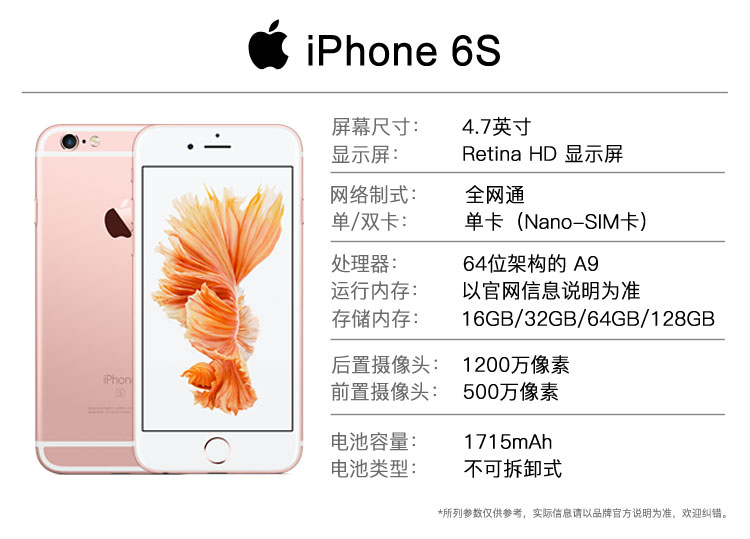 iPhone 6S
屏幕尺寸： 4.7英寸
显示屏： Retina HD 显示屏
网络制式： 全网通
单/双卡： 单卡（Nano-SIM卡）
处理器： 64位架构的 A9
运行内存： 以官网信息说明为准
存储内存： 16GB/32GB/64GB/128GB
后置摄像头： 1200万像素
前置摄像头： 500万像素
电池容量： 1715mAh
电池类型： 不可拆卸式
iPhon
S
*所列参数仅供参考，实际信息请以品牌官方说明为准，欢迎纠错。